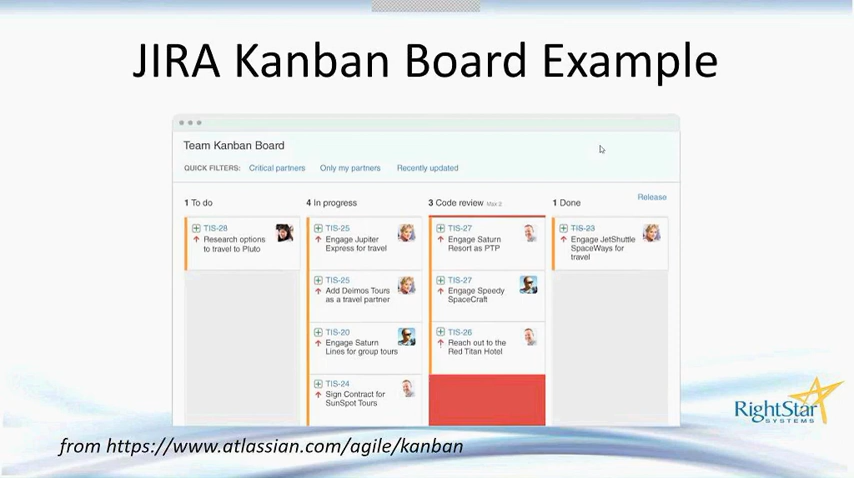 JIRA Kanban Board Example
Team Kanban Board
QUICK FILTERS: Critical partners Only my partners Recently updated
1 To do
TIS-28
Research options
to travel to Pluto
4 In progress
TIS-25
Engage Jupiter
Express for travel
TIS-25
Add Deimos Tours
as a travel partner
TIS-20
Engage Saturn
Lines for group tours
TIS-24
Sign Contract for
SunSpot Tours
3 Code review Max 2
TIS-27
Engage Saturn
Resort as PTP
TIS-27
Engage Speedy
SpaceCraft
TIS-26
Reach out to the
Red Titan Hotel
1 Done
Release
TIS-23
Engage JetShuttle
SpaceWays for
travel
RightStar
SYSTEMS
from https://www.atlassian.com/agile/kanban